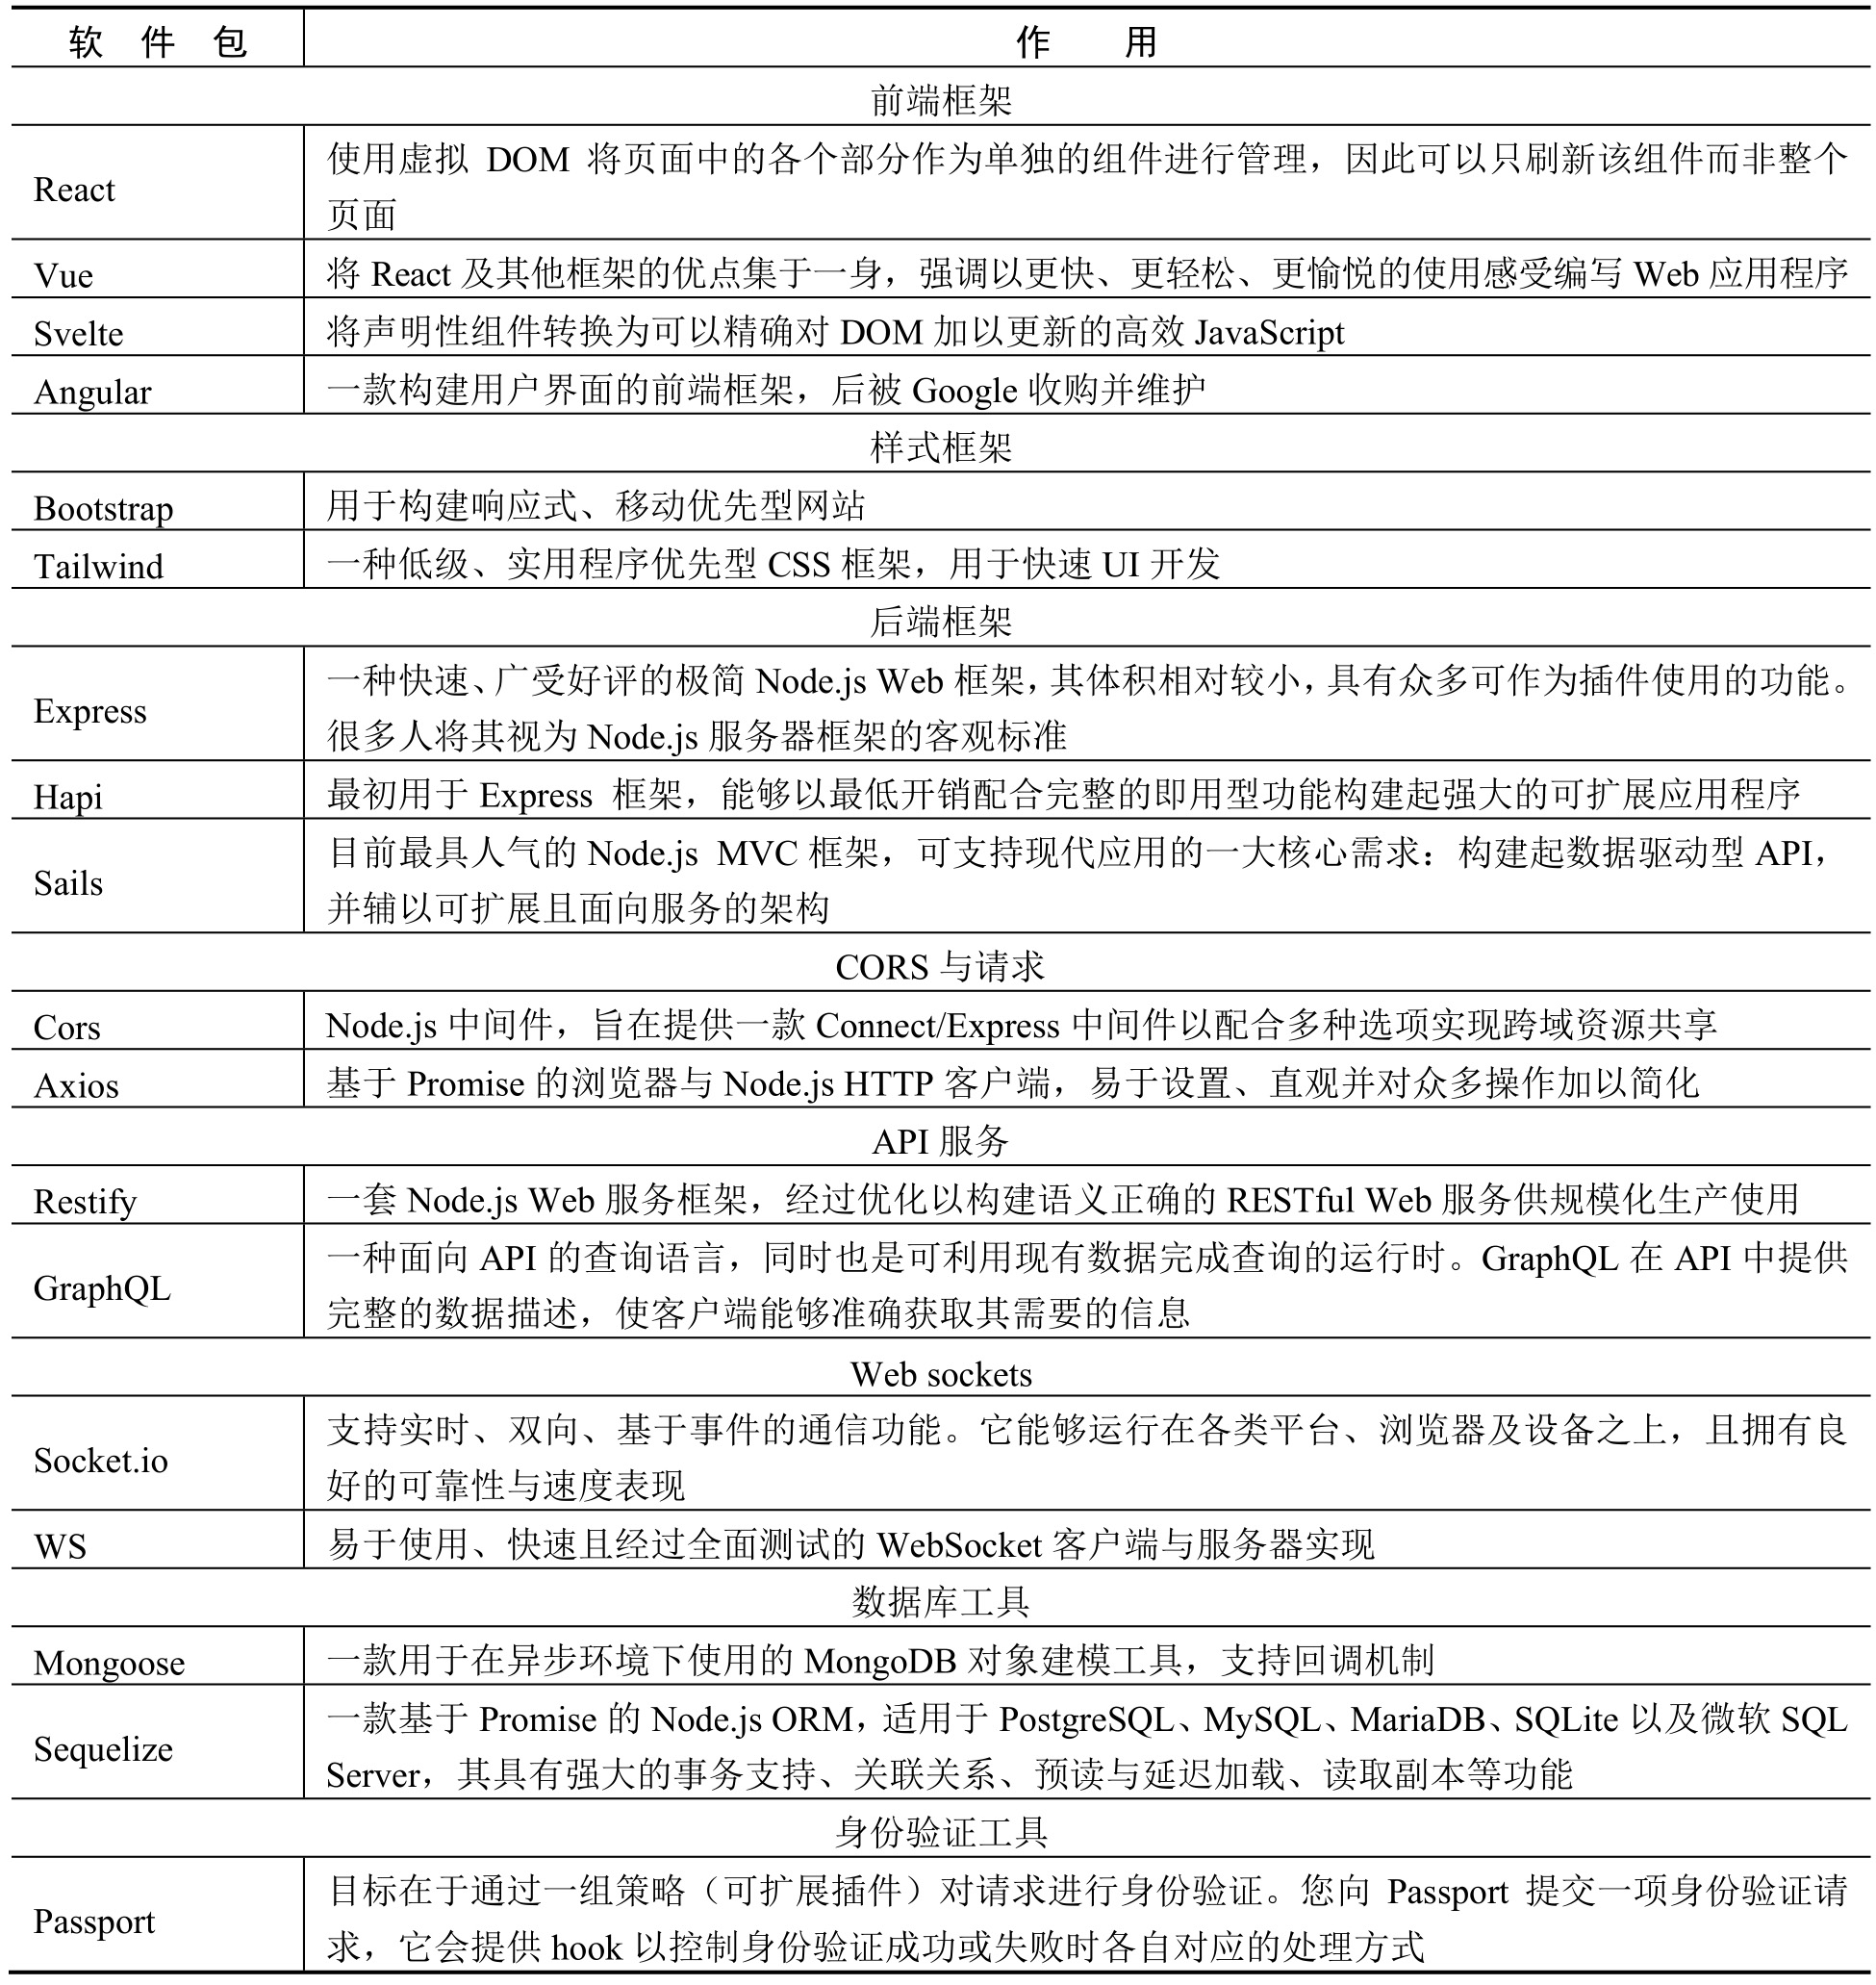 软 件 包 作 用
前端框架
React
使用虚拟 DOM 将页面中的各个部分作为单独的组件进行管理，因此可以只刷新该组件而非整个
页面
Vue 将 React 及其他框架的优点集于一身，强调以更快、更轻松、更愉悦的使用感受编写 Web 应用程序
Svelte 将声明性组件转换为可以精确对 DOM 加以更新的高效 JavaScript
Angular 一款构建用户界面的前端框架，后被 Google 收购并维护
样式框架
Bootstrap 用于构建响应式、移动优先型网站
Tailwind 一种低级、实用程序优先型 CSS 框架，用于快速 UI 开发
后端框架
Express
一种快速、广受好评的极简 Node.js Web 框架，其体积相对较小，具有众多可作为插件使用的功能。
很多人将其视为 Node.js 服务器框架的客观标准
Hapi 最初用于 Express 框架，能够以最低开销配合完整的即用型功能构建起强大的可扩展应用程序
Sails
目前最具人气的 Node.js MVC 框架，可支持现代应用的一大核心需求：构建起数据驱动型 API，
并辅以可扩展且面向服务的架构
CORS 与请求
Cors Node.js 中间件，旨在提供一款 Connect/Express 中间件以配合多种选项实现跨域资源共享
Axios 基于 Promise 的浏览器与 Node.js HTTP 客户端，易于设置、直观并对众多操作加以简化
API 服务
Restify 一套 Node.js Web 服务框架，经过优化以构建语义正确的 RESTful Web 服务供规模化生产使用
GraphQL
一种面向 API 的查询语言，同时也是可利用现有数据完成查询的运行时。GraphQL 在 API 中提供
完整的数据描述，使客户端能够准确获取其需要的信息
Web sockets
Socket.io
支持实时、双向、基于事件的通信功能。它能够运行在各类平台、浏览器及设备之上，且拥有良
好的可靠性与速度表现
WS 易于使用、快速且经过全面测试的 WebSocket 客户端与服务器实现
数据库工具
Mongoose 一款用于在异步环境下使用的 MongoDB 对象建模工具，支持回调机制
Sequelize
一款基于 Promise 的 Node.js ORM，适用于 PostgreSQL、MySQL、MariaDB、SQLite 以及微软 SQL
Server，其具有强大的事务支持、关联关系、预读与延迟加载、读取副本等功能
身份验证工具
Passport
目标在于通过一组策略（可扩展插件）对请求进行身份验证。您向 Passport 提交一项身份验证请
求，它会提供 hook 以控制身份验证成功或失败时各自对应的处理方式